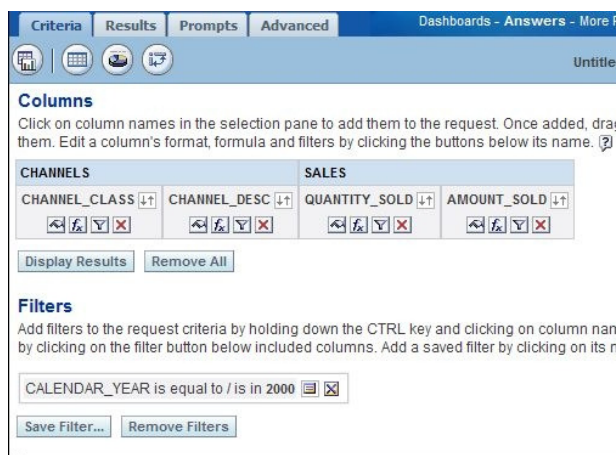 Criteria Results Prompts Advanced Dashboards - Answers - More
Columns
Click on column names in the selection pane to add them to the request. Once added,
them. Edit a column's format, formula and filters by clicking the buttons below its name.
CHANNELS SALES
CHANNEL_CLASS CHANNEL_DESC QUANTITY_SOLD AMOUNT_SOLD
Display Results Remove All
Filters
Add filters to the request criteria by holding down the CTRL key and clicking on column
by clicking on the filter button below included columns. Add a saved filter by clicking on its
CALENDAR_YEAR is equal to / is in 2000
Save Filter... Remove Filters